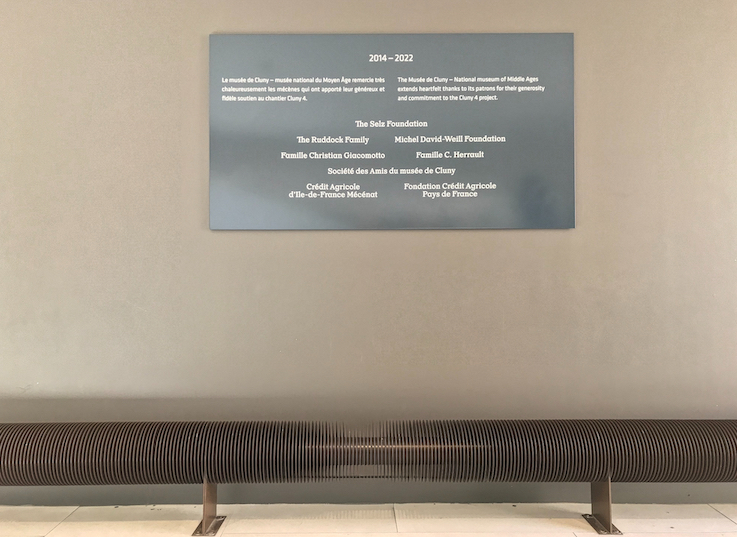 2014 – 2022
Le musée de Cluny – musée national du Moyen Âge remercie très
chaleureusement les mécènes qui ont apporté leur généreux et
fidèle soutien au chantier Cluny 4.
The Musée de Cluny – National museum of Middle Ages
extends heartfelt thanks to its patrons for their generosity
and commitment to the Cluny 4 project.
The Selz Foundation
The Ruddock Family
Michel David-Weill Foundation
Famille Christian Giacomotto
Famille C. Herrault
Société des Amis du musée de Cluny
Crédit Agricole
d'Ile-de-France Mécénat
Fondation Crédit Agricole
Pays de France